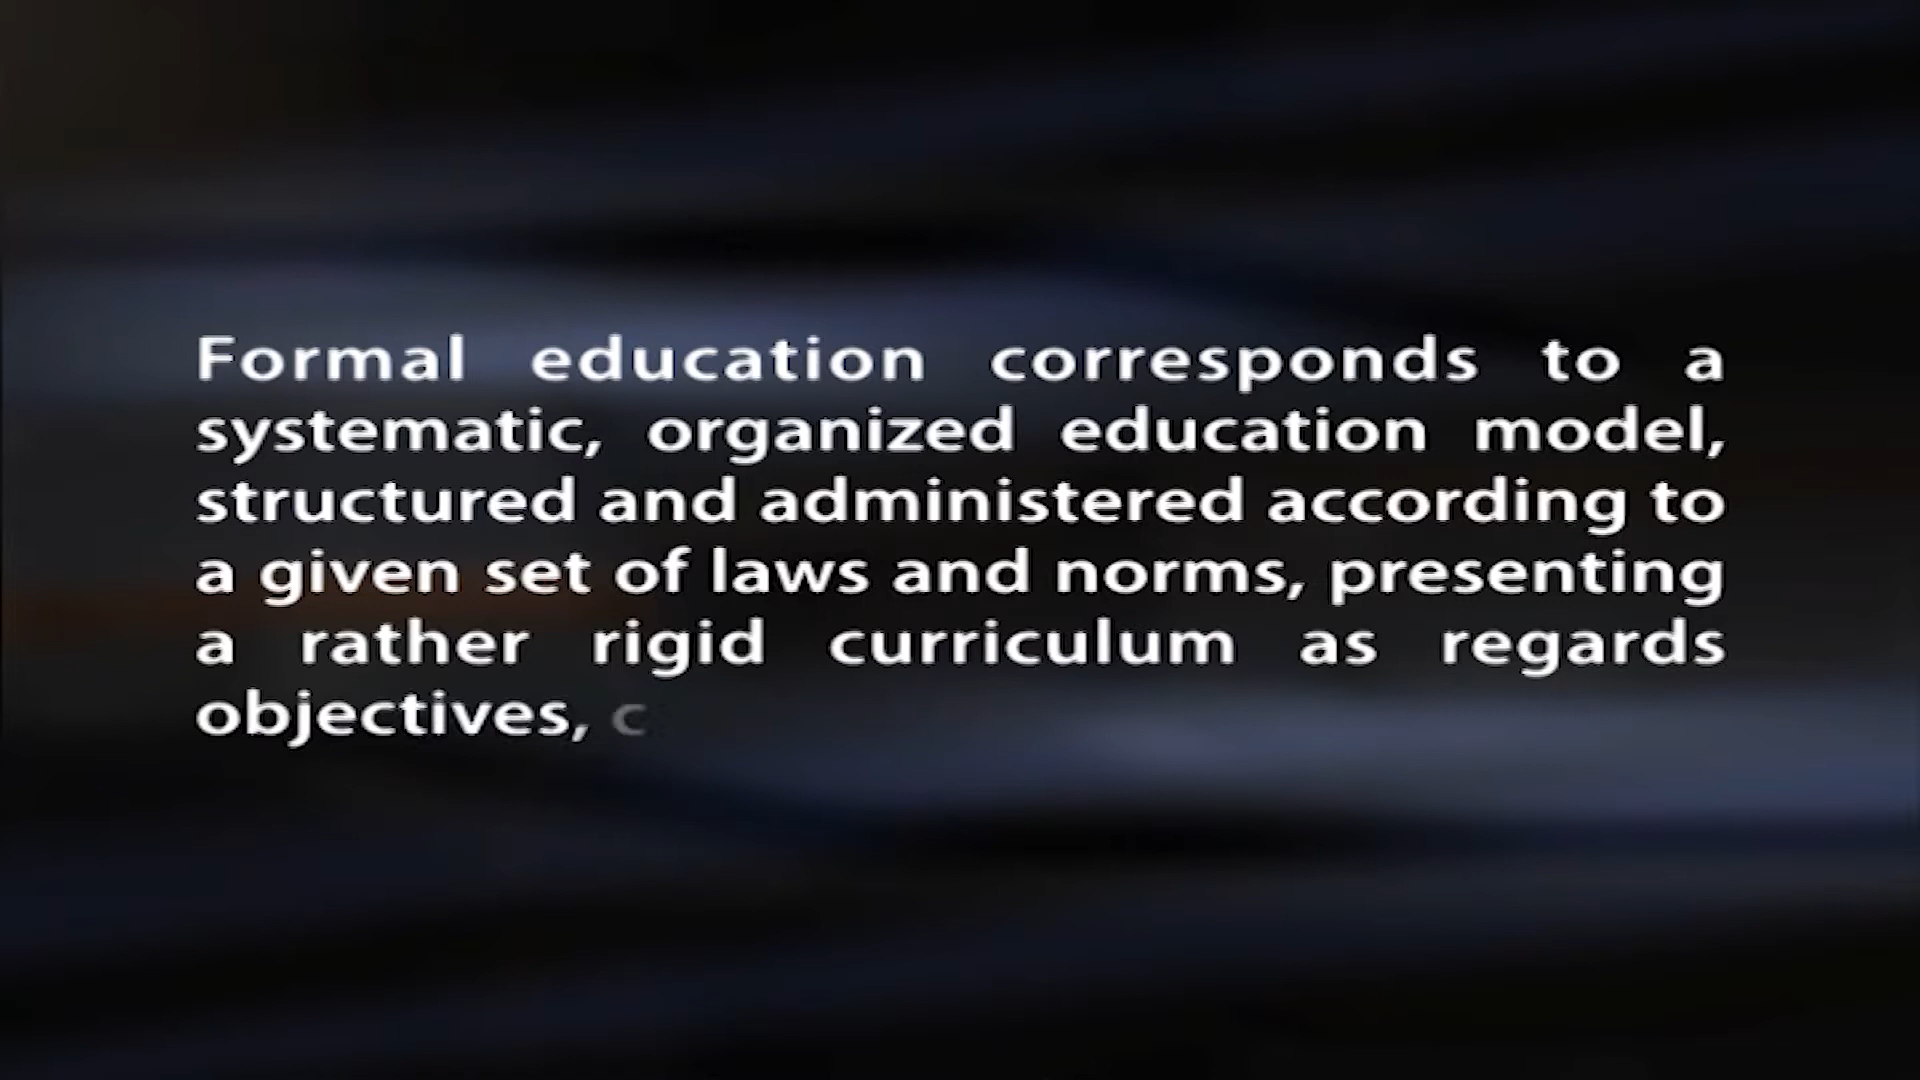 Formal education corresponds to a
systematic, organized education model,
structured and administered according to
a given set of laws and norms, presenting
a rather rigid curriculum as regards
objectives, c